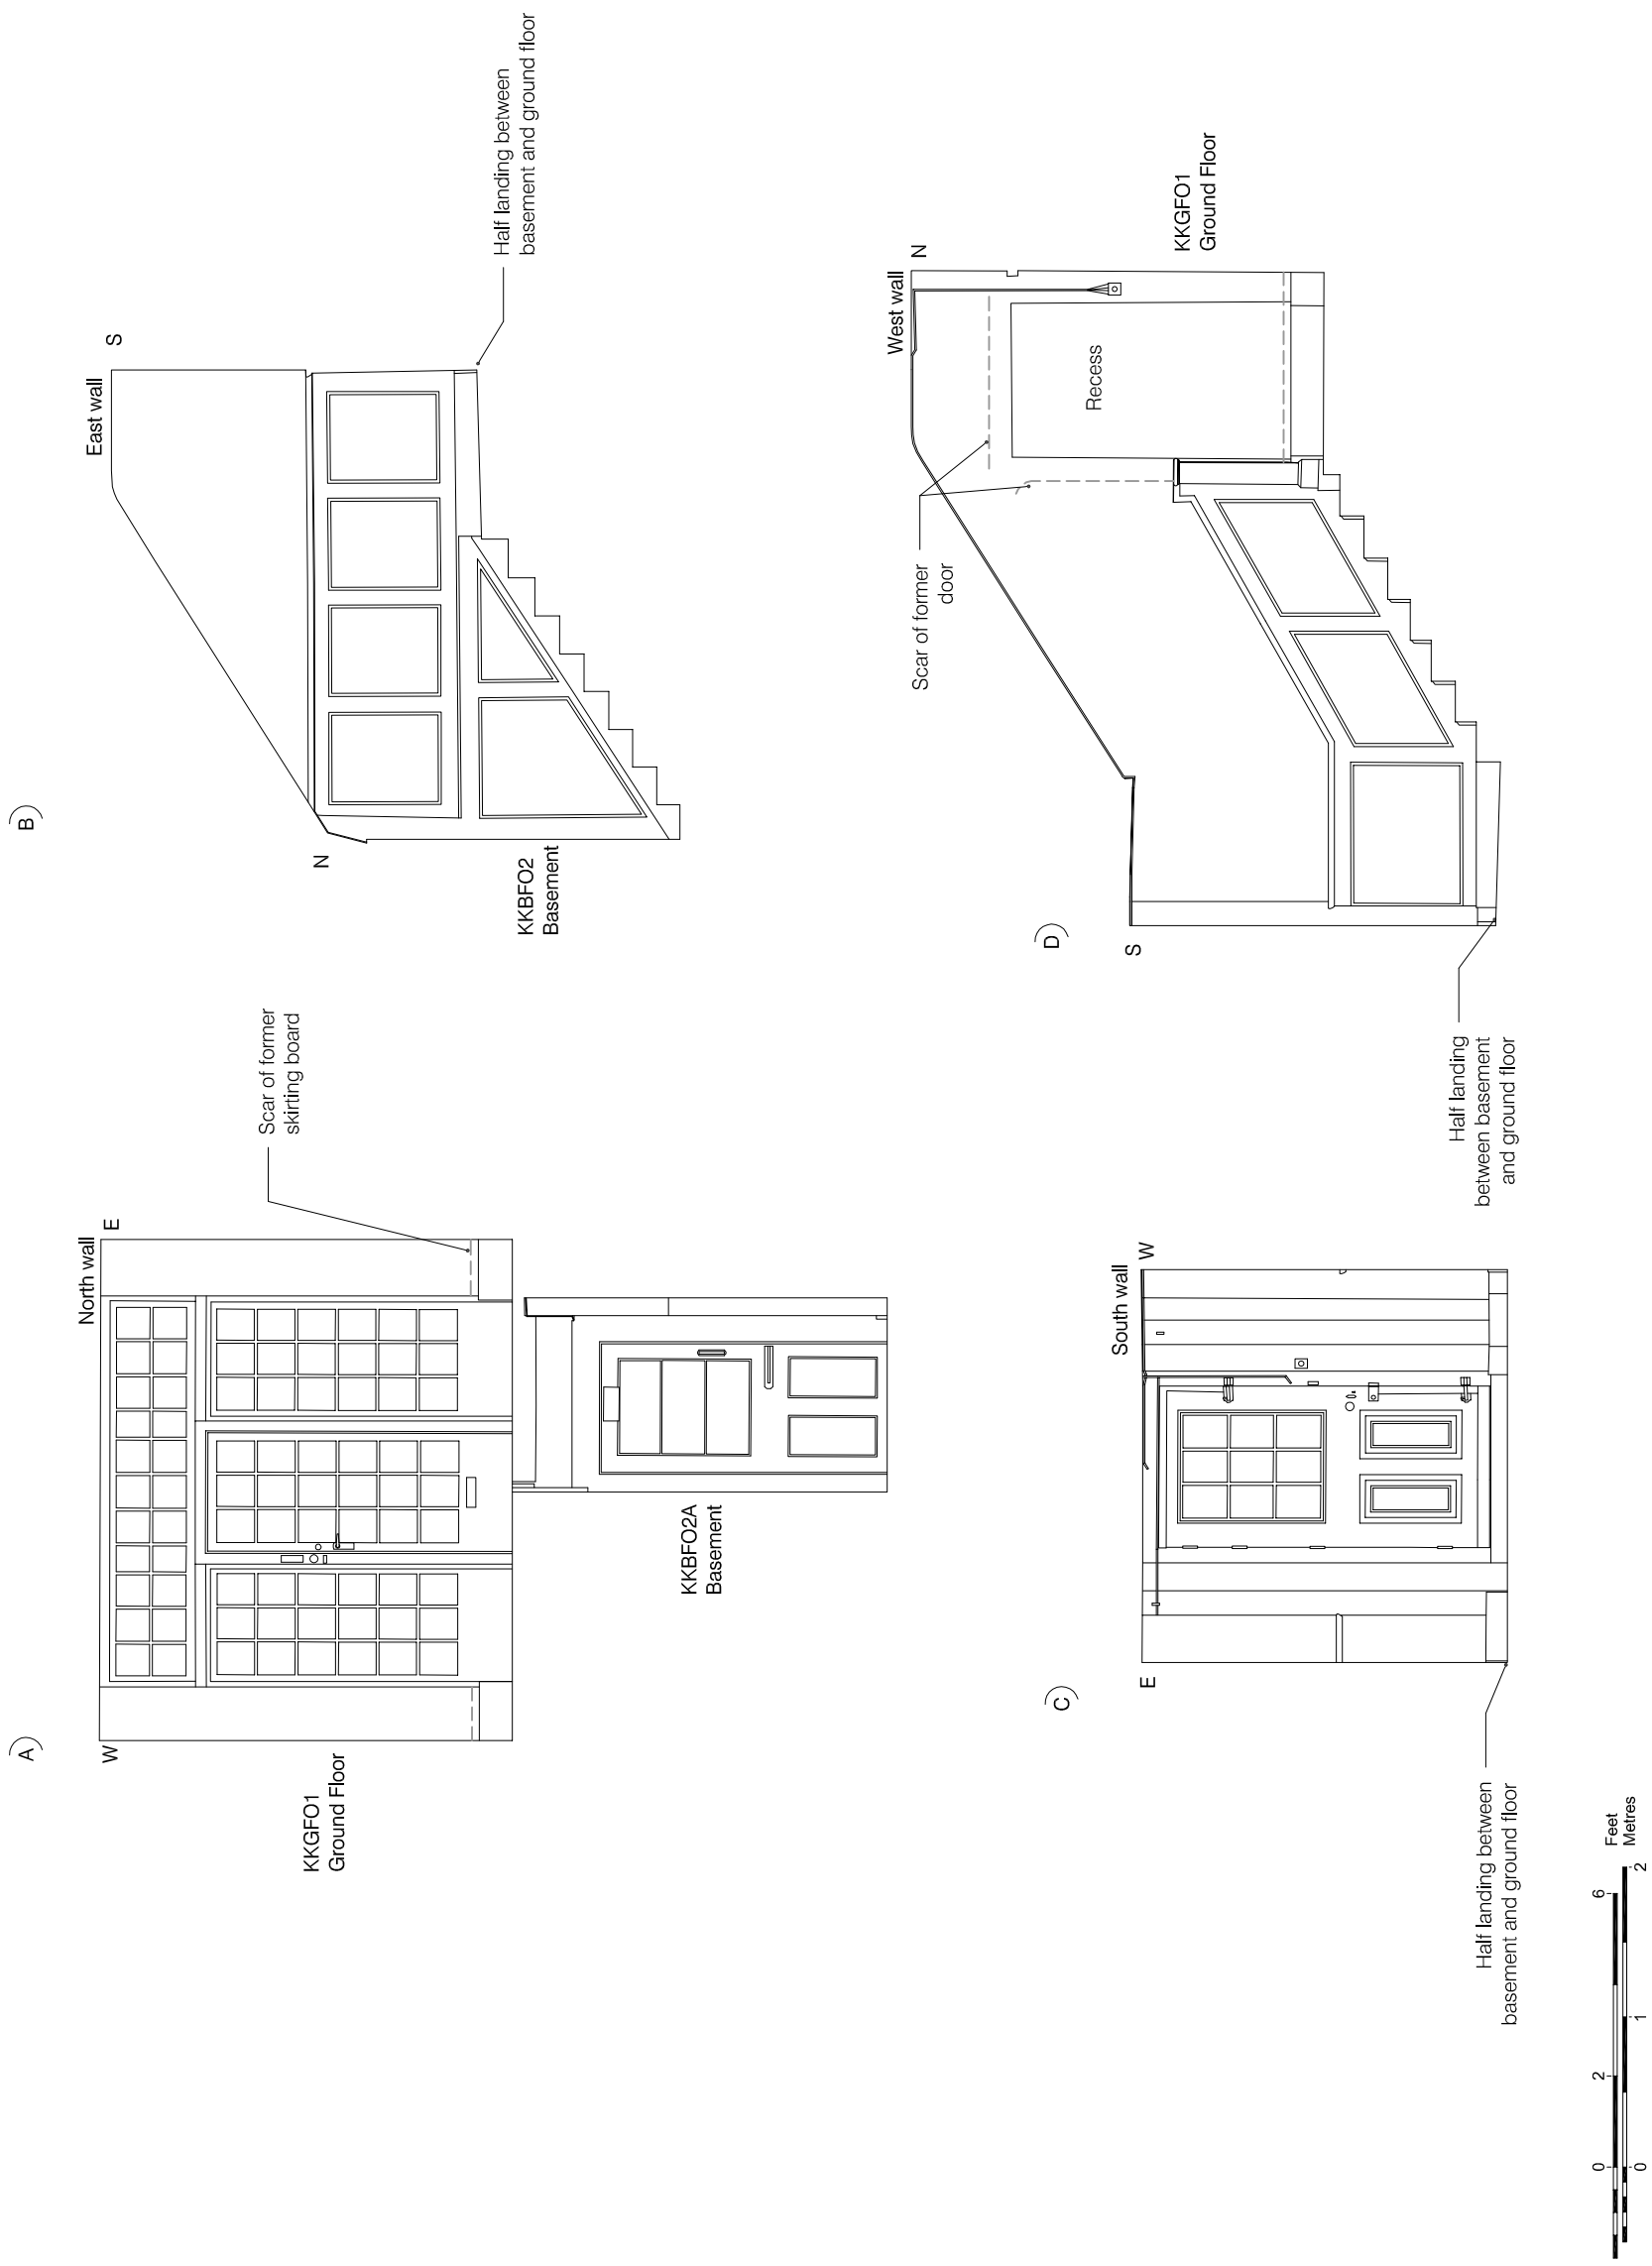 A
North wall
W
E
KKGFO1
Ground Floor
Scar of former
skirting board
KKBFO2A
Basement
B
East wall
N
S
KKBFO2
Basement
Half landing between
basement and ground floor
C
South wall
E
W
Half landing between
basement and ground floor
D
West wall
S
N
Scar of former
door
Recess
KKGFO1
Ground Floor
Half landing
between basement
and ground floor
0 2 6 Feet
0 1 2 Metres